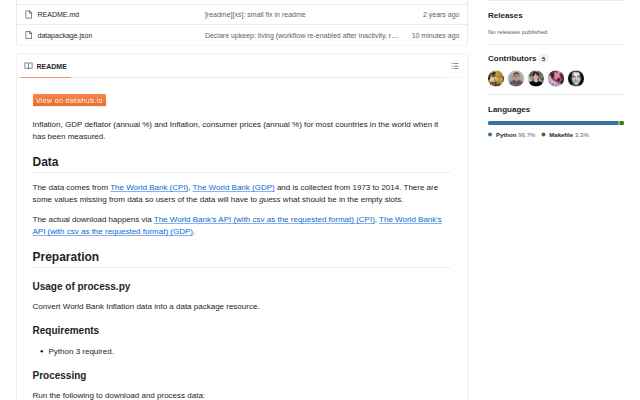 README.md [readme][xs]: small fix in readme 2 years ago
datapackage.json Declare upkeep: living (workflow re-enabled after inactivity, r... 10 minutes ago
README
View on datahub.io
Inflation, GDP deflator (annual %) and Inflation, consumer prices (annual %) for most countries in the world when it
has been measured.
Data
The data comes from The World Bank (CPI), The World Bank (GDP) and is collected from 1973 to 2014. There are
some values missing from data so users of the data will have to guess what should be in the empty slots.
The actual download happens via The World Bank's API (with csv as the requested format) (CPI), The World Bank's
API (with csv as the requested format) (GDP).
Preparation
Usage of process.py
Convert World Bank Inflation data into a data package resource.
Requirements
• Python 3 required.
Processing
Run the following to download and process data:
Releases
No releases published
Contributors 5
Languages
Python 96.7% Makefile 3.3%